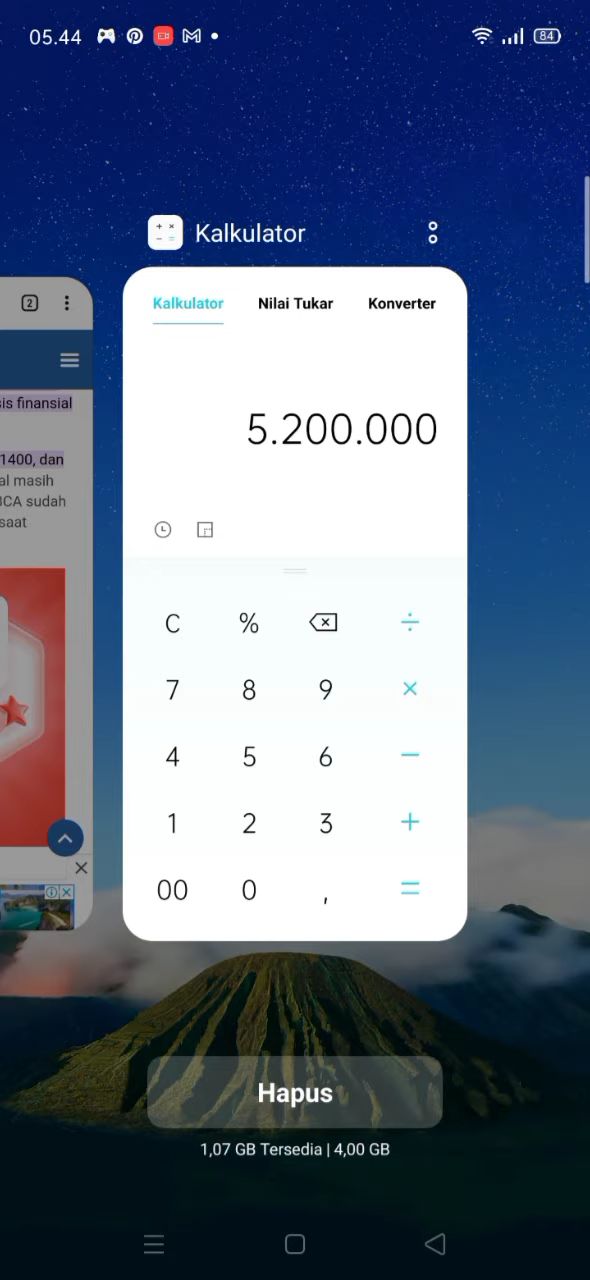 05.44
84
Kalkulator
2
Kalkulator Nilai Tukar Konverter
sis finansial
5.200.000
1400, dan
al masih
BCA sudah
saat
C % ÷
7 8 9 ×
4 5 6 −
1 2 3 +
00 0 , =
Hapus
1,07 GB Tersedia | 4,00 GB